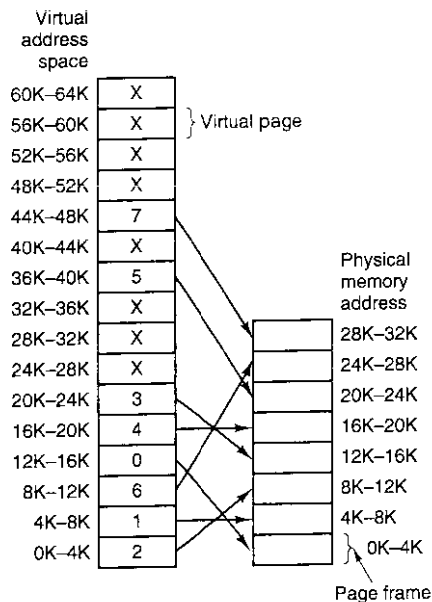 Virtual
address
space
60K–64K X
56K–60K X Virtual page
52K–56K X
48K–52K X
44K–48K 7
40K–44K X
36K–40K 5
32K–36K X
28K–32K X
24K–28K X
20K–24K 3
16K–20K 4
12K–16K 0
8K–12K 6
4K–8K 1
0K–4K 2
Physical
memory
address
28K–32K
24K–28K
20K–24K
16K–20K
12K–16K
8K–12K
4K–8K
0K–4K
Page frame